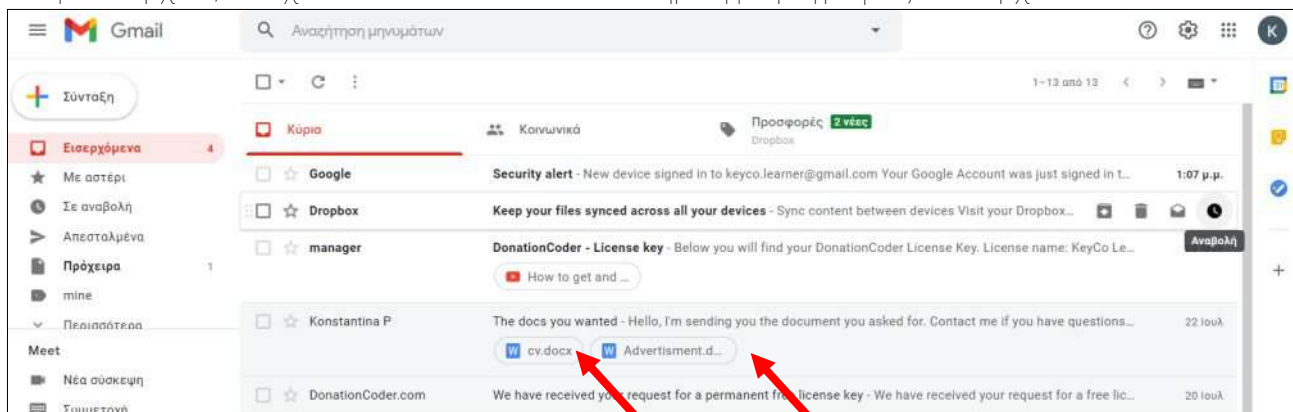 Gmail
Αναζήτηση μηνυμάτων
K
Σύνταξη
1–13 από 13
Κύρια
Κοινωνικά
Προσφορές 2 νέες
Dropbox
Εισερχόμενα 4
Με αστέρι
Σε αναβολή
Απεσταλμένα
Πρόχειρα 1
mine
Περισσότερα
Meet
Νέα σύσκεψη
Συμμετοχή
Google Security alert - New device signed in to keyco.learner@gmail.com Your Google Account was just signed in t… 1:07 μ.μ.
Dropbox Keep your files synced across all your devices - Sync content between devices Visit your Dropbox…
Αναβολή
manager DonationCoder - License key - Below you will find your DonationCoder License Key. License name: KeyCo Le…
How to get and …
Konstantina P The docs you wanted - Hello, I'm sending you the document you asked for. Contact me if you have questions… 22 Ιουλ
cv.docx Advertisment.d…
DonationCoder.com We have received your request for a permanent free license key - We have received your request for a free lic… 20 Ιουλ